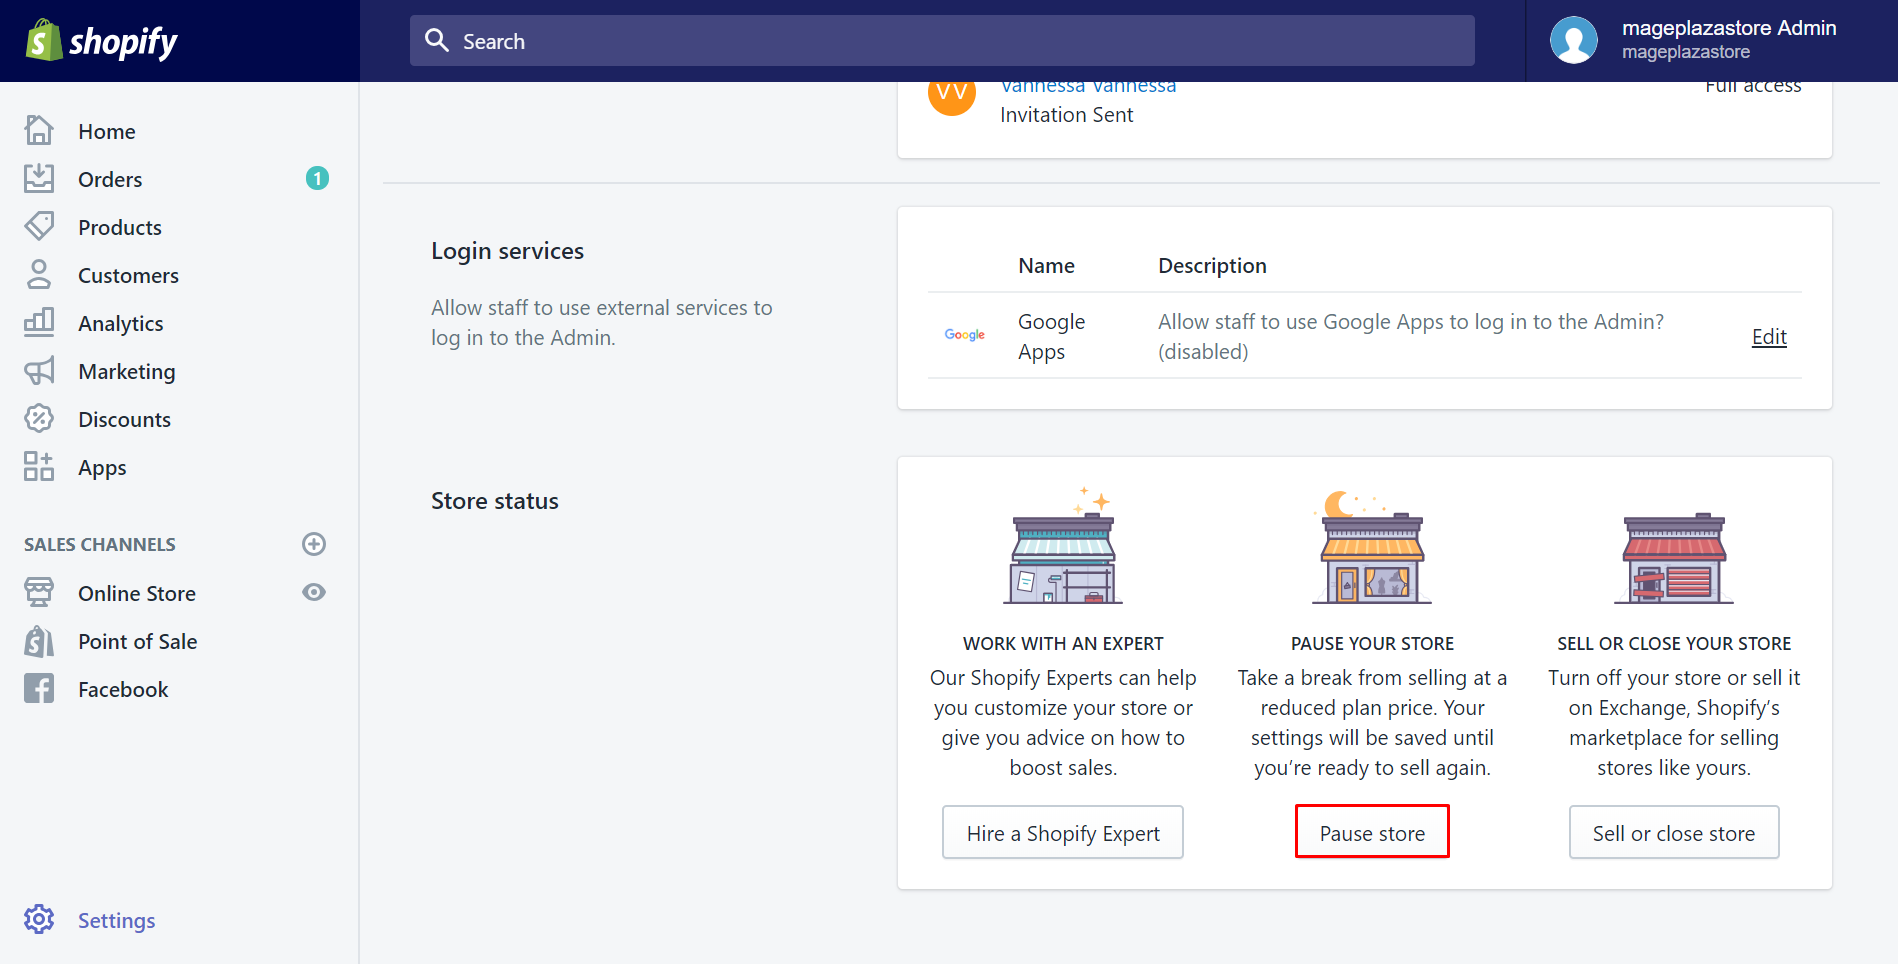 shopify
Search
mageplazastore Admin
mageplazastore
Home
Orders
1
Products
Customers
Analytics
Marketing
Discounts
Apps
SALES CHANNELS
Online Store
Point of Sale
Facebook
Settings
VV
Vannessa Vannessa
Full access
Invitation Sent
Login services
Allow staff to use external services to
log in to the Admin.
Name
Description
Google
Google
Apps
Allow staff to use Google Apps to log in to the Admin?
(disabled)
Edit
Store status
WORK WITH AN EXPERT
Our Shopify Experts can help
you customize your store or
give you advice on how to
boost sales.
Hire a Shopify Expert
PAUSE YOUR STORE
Take a break from selling at a
reduced plan price. Your
settings will be saved until
you’re ready to sell again.
Pause store
SELL OR CLOSE YOUR STORE
Turn off your store or sell it
on Exchange, Shopify’s
marketplace for selling
stores like yours.
Sell or close store